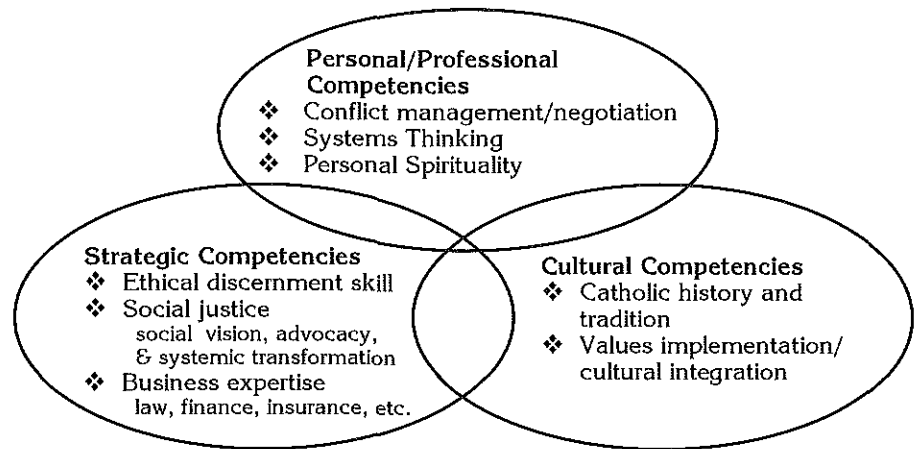 Personal/Professional
Competencies
❖ Conflict management/negotiation
❖ Systems Thinking
❖ Personal Spirituality
Strategic Competencies
❖ Ethical discernment skill
❖ Social justice
social vision, advocacy,
& systemic transformation
❖ Business expertise
law, finance, insurance, etc.
Cultural Competencies
❖ Catholic history and
tradition
❖ Values implementation/
cultural integration